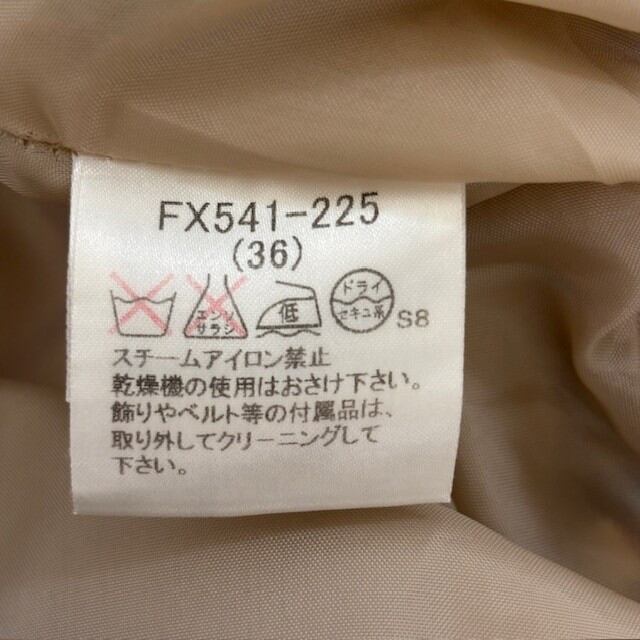 FX541-225
(36)
エンソ
サラシ
低
ドライ
セキユ系
S8
スチームアイロン禁止
乾燥機の使用はおさけ下さい。
飾りやベルト等の付属品は、
取り外してクリーニングして
下さい。